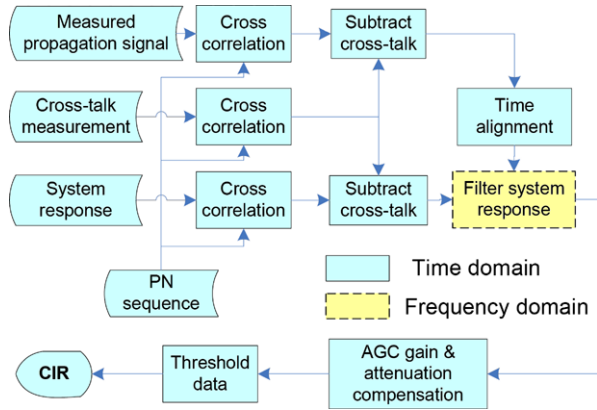 Measured
propagation signal
Cross
correlation
Subtract
cross-talk
Cross-talk
measurement
Cross
correlation
Time
alignment
System
response
Cross
correlation
Subtract
cross-talk
Filter system
response
PN
sequence
Time domain
Frequency domain
CIR
Threshold
data
AGC gain &
attenuation
compensation